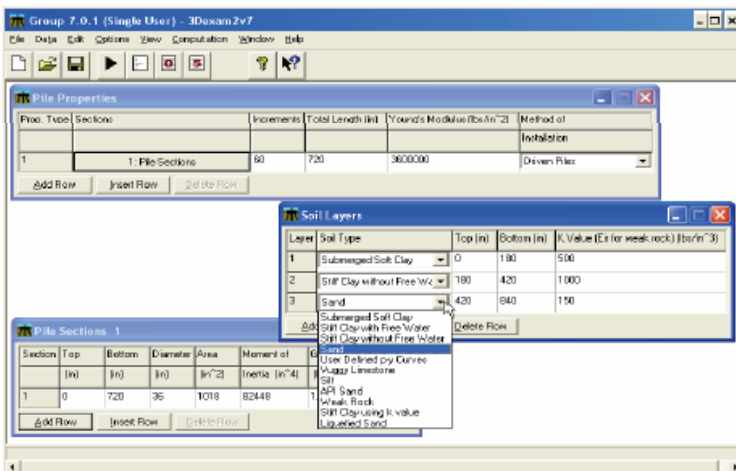 Group 7.0.1 (Single User) - 3Dexam2v7
File Data Edit Options View Computation Window Help
Pile Properties
Prop. Type Sections Increments Total Length (in) Young's Modulus (lbs/in^2) Method of
Installation
1 1: Pile Sections 60 720 3600000 Driven Piles
Add Row Insert Row Delete Row
Soil Layers
Layer Soil Type Top (in) Bottom (in) K Value (Eir for weak rock) (lbs/in^3)
1 Submerged Soft Clay 0 180 500
2 Stiff Clay without Free Wa 180 420 1000
3 Sand 420 840 150
Delete Row
Submerged Soft Clay
Stiff Clay with Free Water
Stiff Clay without Free Water
Sand
User Defined p-y Curves
Vuggy Limestone
Silt
API Sand
Weak Rock
Stiff Clay using k value
Liquefied Sand
Pile Sections 1
Section Top Bottom Diameter Area Moment of
(in) (in) (in) (in^2) Inertia (in^4)
1 0 720 36 1018 82448
Add Row Insert Row Delete Row